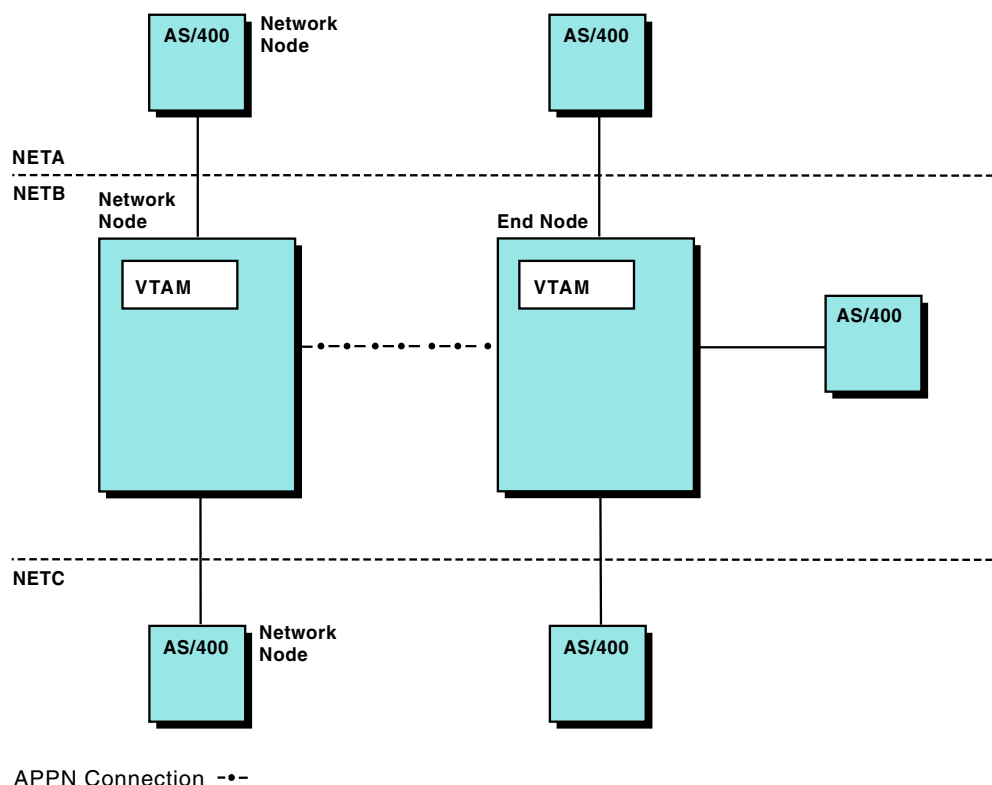 AS/400
Network
Node
AS/400
NETA
NETB
Network
Node
End Node
VTAM
VTAM
AS/400
NETC
AS/400
Network
Node
AS/400
APPN Connection